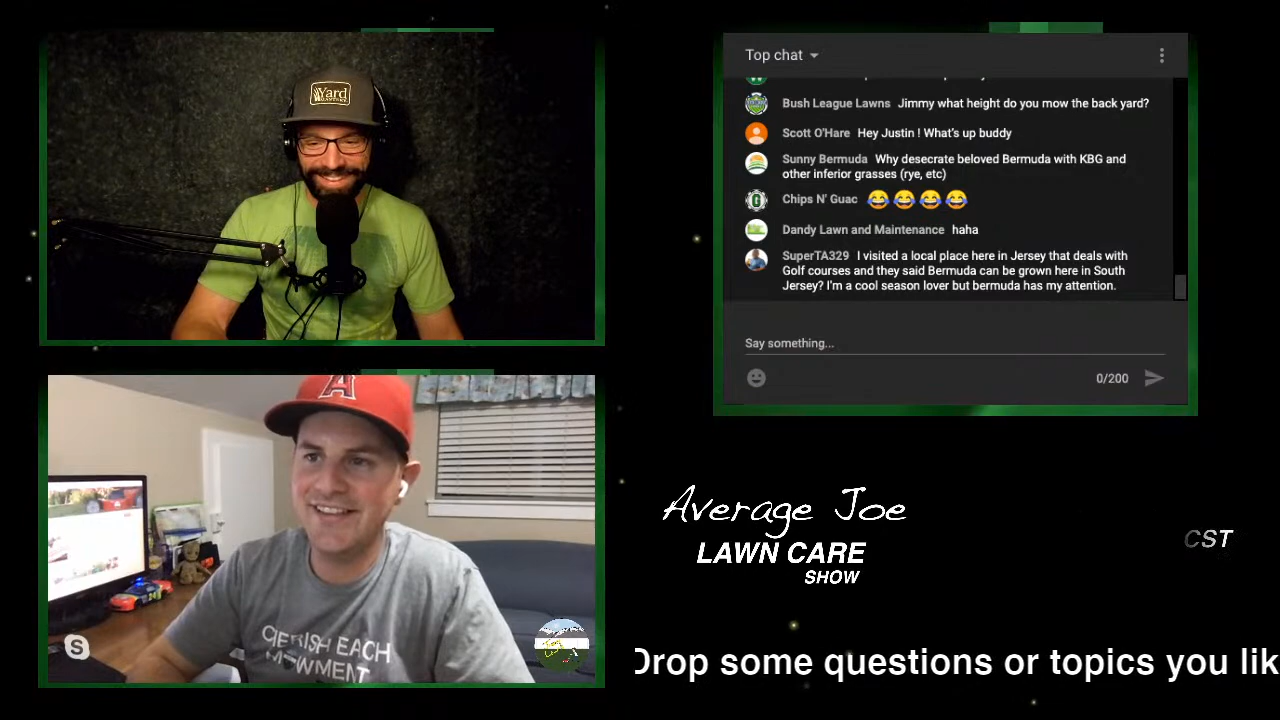 Yard
Top chat
Bush League Lawns Jimmy what height do you mow the back yard?
Scott O'Hare Hey Justin ! What's up buddy
Sunny Bermuda Why desecrate beloved Bermuda with KBG and
other inferior grasses (rye, etc)
Chips N' Guac 😂😂😂😂
Dandy Lawn and Maintenance haha
SuperTA329 I visited a local place here in Jersey that deals with
Golf courses and they said Bermuda can be grown here in South
Jersey? I'm a cool season lover but bermuda has my attention.
Say something...
0/200
A
CHERISH EACH
MOWMENT
S
Average Joe
LAWN CARE
SHOW
CST
Drop some questions or topics you lik